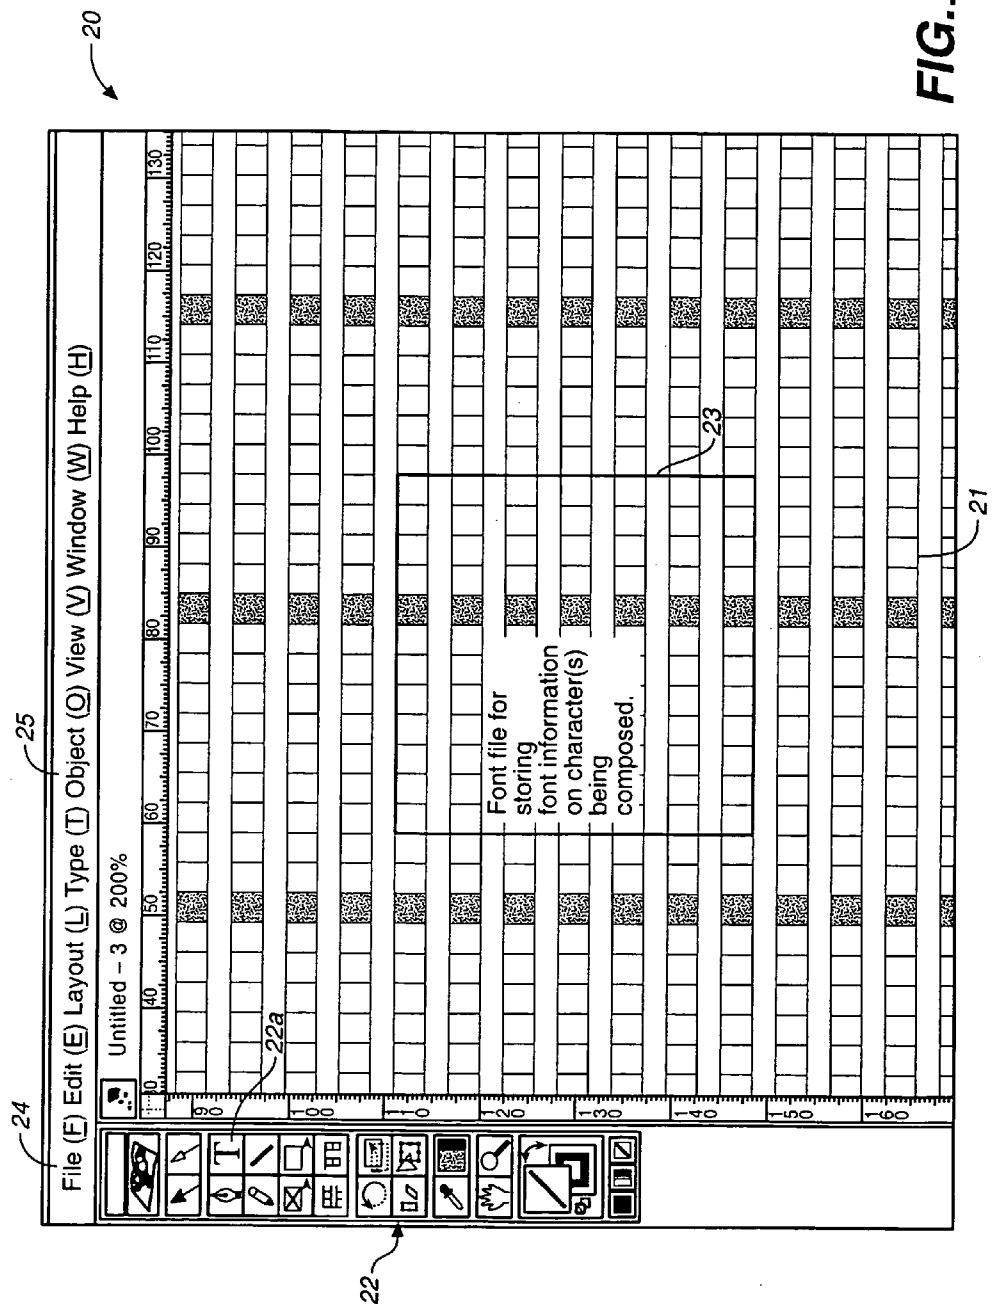 20
24
25
File (F) Edit (E) Layout (L) Type (T) Object (O) View (V) Window (W) Help (H)
Untitled – 3 @ 200%
40 50 60 70 80 90 100 110 120 130
90
100
110
120
130
140
150
160
T
22a
22
23
Font file for
storing
font information
on character(s)
being
composed.
21
FIG.